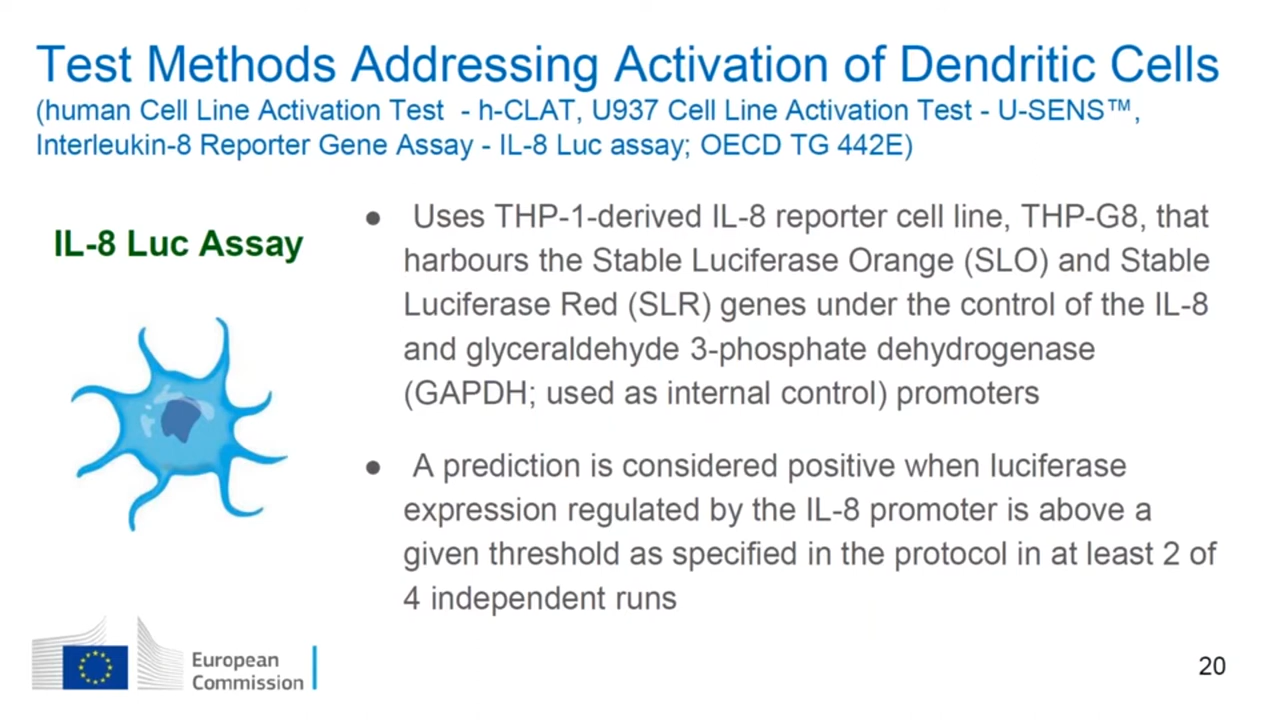 Test Methods Addressing Activation of Dendritic Cells
(human Cell Line Activation Test - h-CLAT, U937 Cell Line Activation Test - U-SENS™,
Interleukin-8 Reporter Gene Assay - IL-8 Luc assay; OECD TG 442E)
IL-8 Luc Assay
● Uses THP-1-derived IL-8 reporter cell line, THP-G8, that
harbours the Stable Luciferase Orange (SLO) and Stable
Luciferase Red (SLR) genes under the control of the IL-8
and glyceraldehyde 3-phosphate dehydrogenase
(GAPDH; used as internal control) promoters
● A prediction is considered positive when luciferase
expression regulated by the IL-8 promoter is above a
given threshold as specified in the protocol in at least 2 of
4 independent runs
European
Commission
20